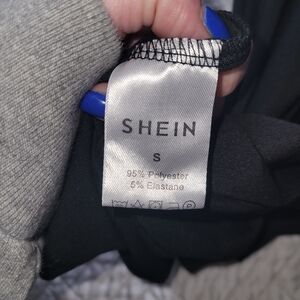 SHEIN
S
95% Polyester
5% Elastane